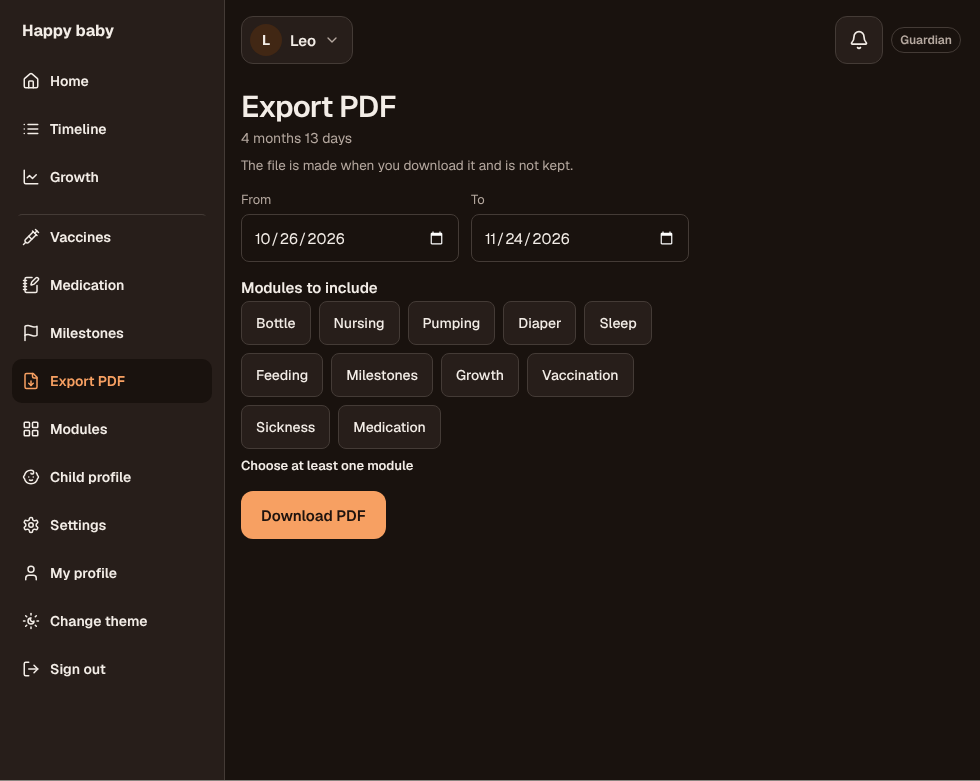 Happy baby
Home
Timeline
Growth
Vaccines
Medication
Milestones
Export PDF
Modules
Child profile
Settings
My profile
Change theme
Sign out
L Leo
Guardian
Export PDF
4 months 13 days
The file is made when you download it and is not kept.
From To
10/26/2026 11/24/2026
Modules to include
Bottle Nursing Pumping Diaper Sleep
Feeding Milestones Growth Vaccination
Sickness Medication
Choose at least one module
Download PDF